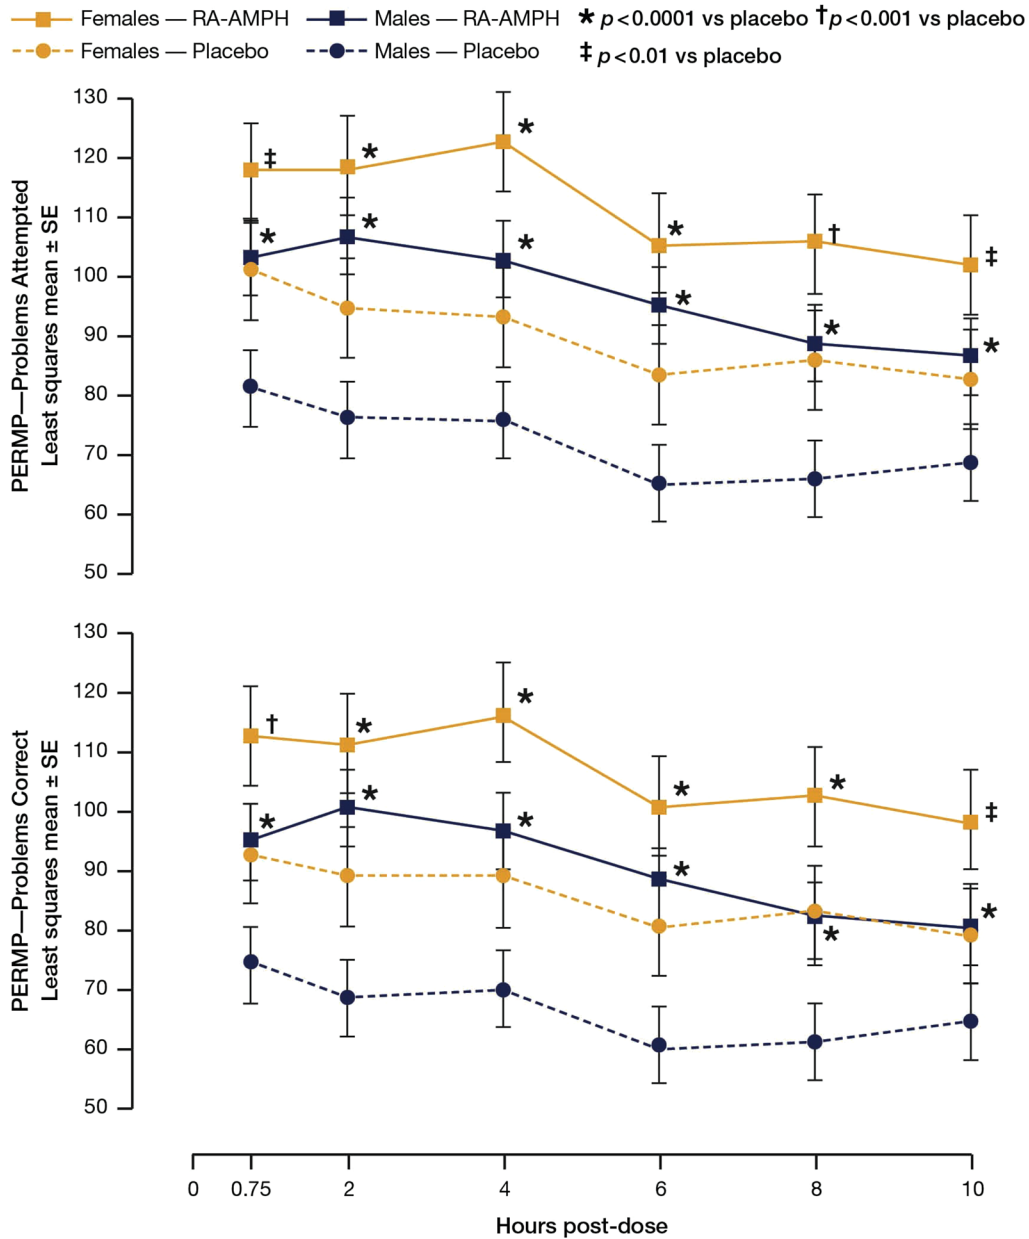 Females — RA-AMPH Males — RA-AMPH * p<0.0001 vs placebo †p<0.001 vs placebo
Females — Placebo Males — Placebo ‡ p<0.01 vs placebo
PERMP—Problems Attempted
Least squares mean ± SE
130
120
110
100
90
80
70
60
50
‡ * * * † ‡
* * * * * *
PERMP—Problems Correct
Least squares mean ± SE
130
120
110
100
90
80
70
60
50
† * * * * ‡
* * * * * *
0 0.75 2 4 6 8 10
Hours post-dose